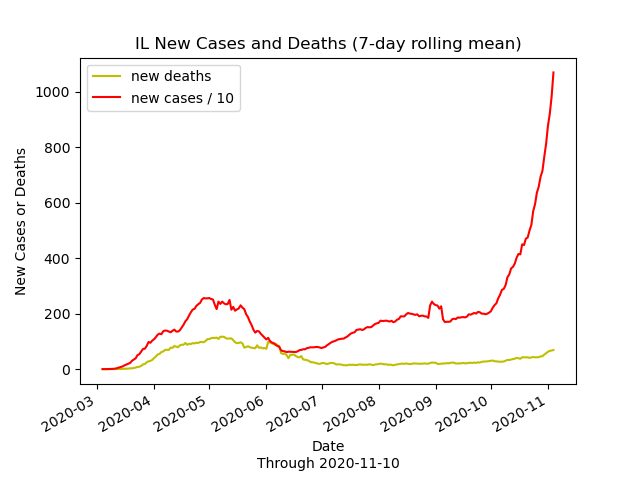 IL New Cases and Deaths (7-day rolling mean)
new deaths
new cases / 10
New Cases or Deaths
1000
800
600
400
200
0
2020-03
2020-04
2020-05
2020-06
2020-07
2020-08
2020-09
2020-10
2020-11
Date
Through 2020-11-10